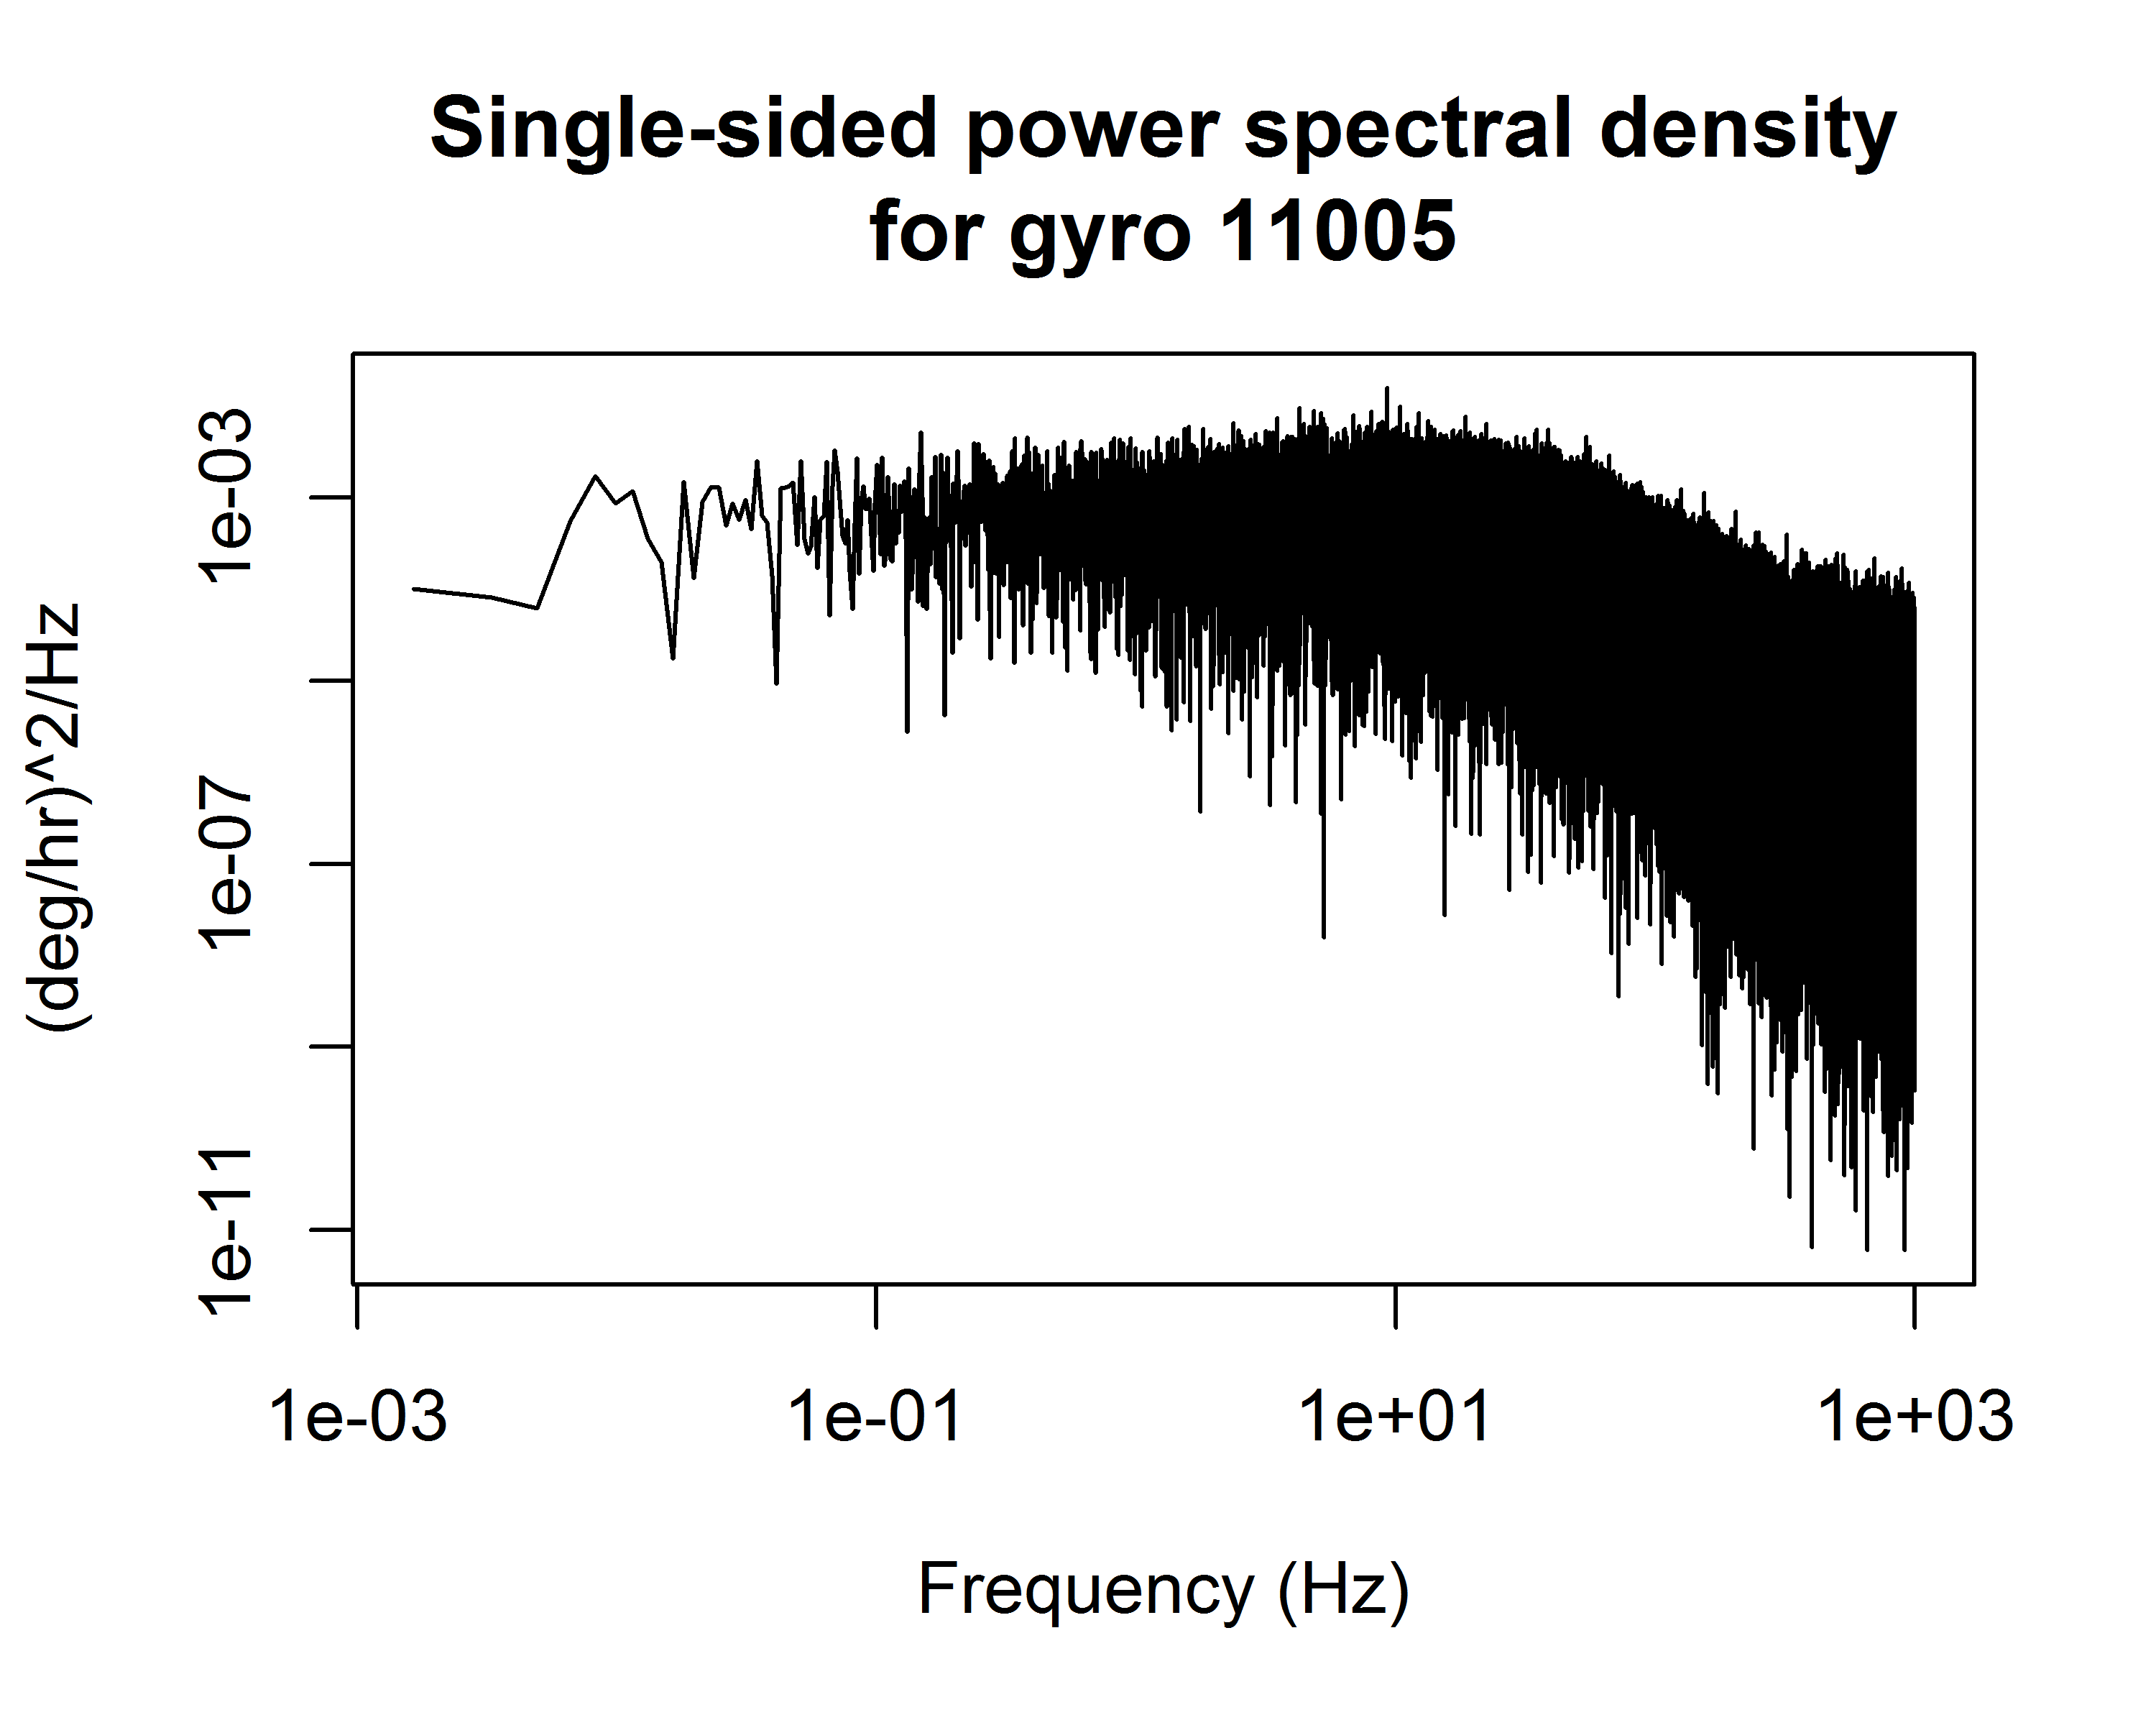 Single-sided power spectral density
for gyro 11005
(deg/hr)^2/Hz
1e-03
1e-07
1e-11
1e-03 1e-01 1e+01 1e+03
Frequency (Hz)